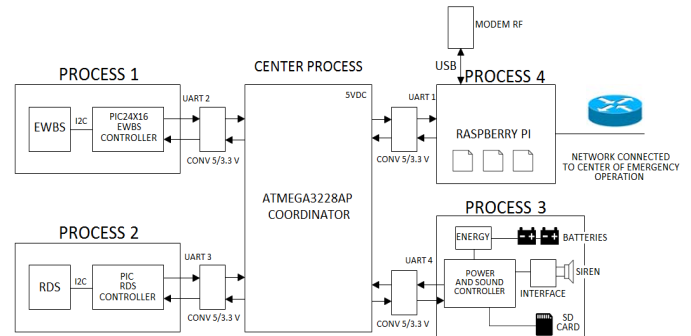 MODEM RF
USB
PROCESS 1
CENTER PROCESS
PROCESS 4
EWBS
I2C
PIC24X16
EWBS
CONTROLLER
UART 2
CONV 5/3.3 V
5VDC
UART 1
CONV 5/3.3 V
RASPBERRY PI
NETWORK CONNECTED
TO CENTER OF EMERGENCY
OPERATION
ATMEGA3228AP
COORDINATOR
PROCESS 2
RDS
I2C
PIC
RDS
CONTROLLER
UART 3
CONV 5/3.3 V
UART 4
CONV 5/3.3 V
PROCESS 3
ENERGY
BATTERIES
POWER
AND SOUND
CONTROLLER
INTERFACE
SIREN
SD
CARD